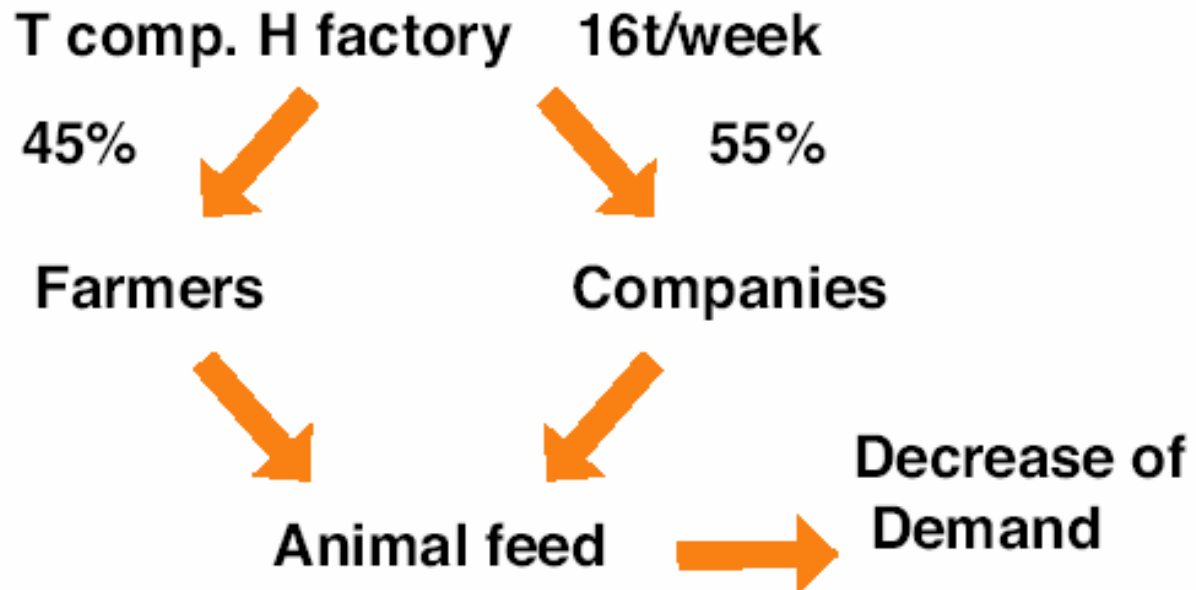 T comp. H factory 16t/week
45% 55%
Farmers Companies
Decrease of
Demand
Animal feed